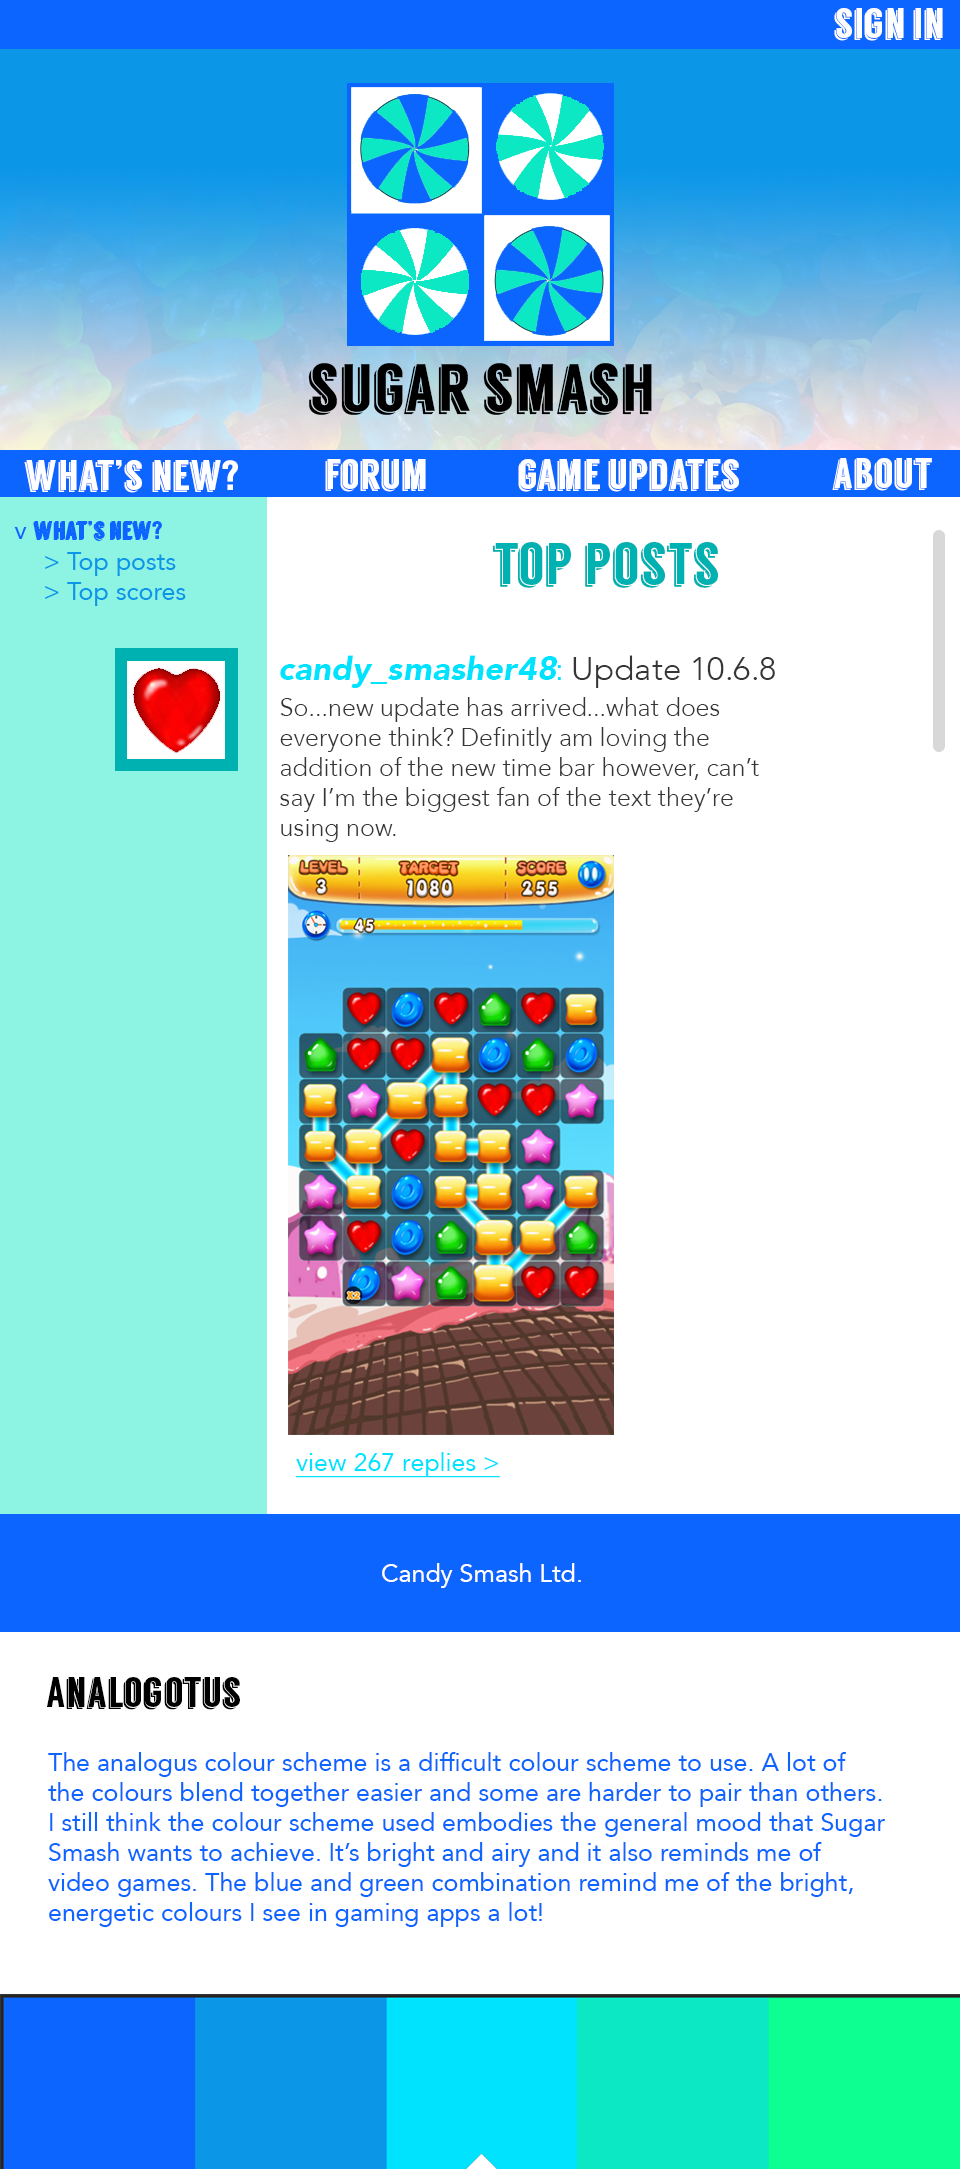 SIGN IN
SUGAR SMASH
WHAT'S NEW? FORUM GAME UPDATES ABOUT
v WHAT'S NEW?
> Top posts
> Top scores
TOP POSTS
candy_smasher48: Update 10.6.8
So...new update has arrived...what does
everyone think? Definitly am loving the
addition of the new time bar however, can't
say I'm the biggest fan of the text they're
using now.
LEVEL TARGET SCORE
3 1080 255
45
X2
view 267 replies >
Candy Smash Ltd.
ANALOGOTUS
The analogus colour scheme is a difficult colour scheme to use. A lot of
the colours blend together easier and some are harder to pair than others.
I still think the colour scheme used embodies the general mood that Sugar
Smash wants to achieve. It's bright and airy and it also reminds me of
video games. The blue and green combination remind me of the bright,
energetic colours I see in gaming apps a lot!